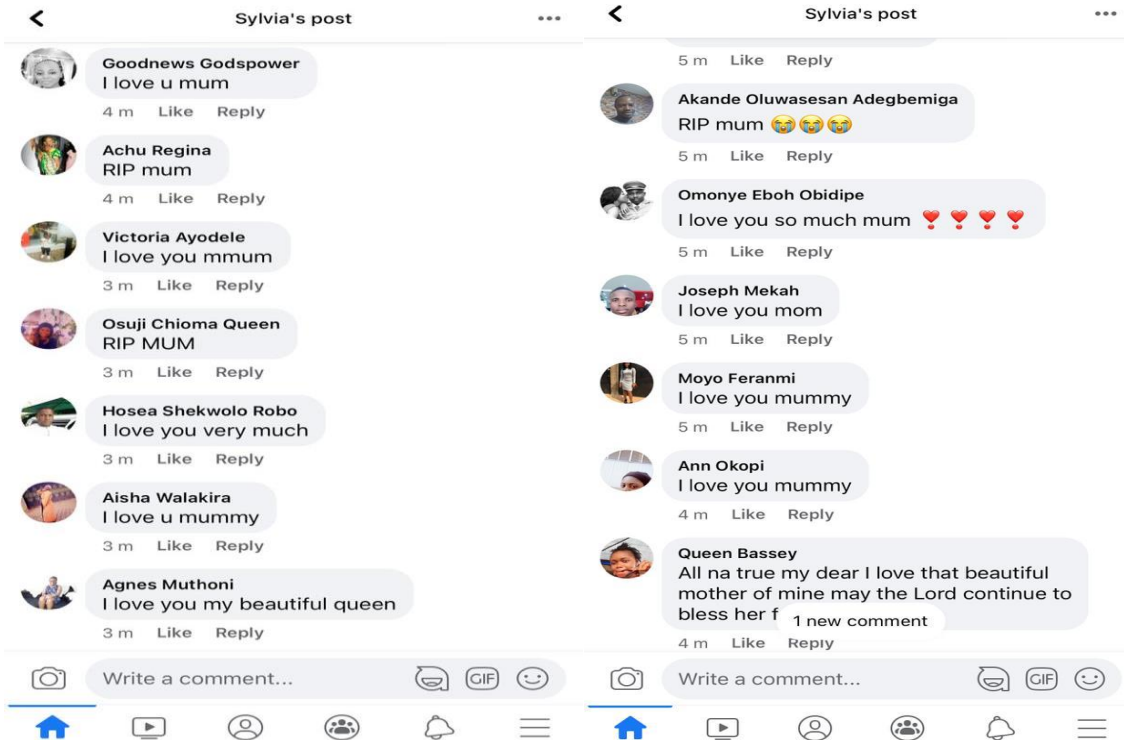 Sylvia's post
Goodnews Godspower
I love u mum
4 m Like Reply
Achu Regina
RIP mum
4 m Like Reply
Victoria Ayodele
I love you mmum
3 m Like Reply
Osuji Chioma Queen
RIP MUM
3 m Like Reply
Hosea Shekwolo Robo
I love you very much
3 m Like Reply
Aisha Walakira
I love u mummy
3 m Like Reply
Agnes Muthoni
I love you my beautiful queen
3 m Like Reply
Write a comment...
GIF
Sylvia's post
5 m Like Reply
Akande Oluwasesan Adegbemiga
RIP mum 😭😭😭
5 m Like Reply
Omonye Eboh Obidipe
I love you so much mum ❣️ ❣️ ❣️ ❣️
5 m Like Reply
Joseph Mekah
I love you mom
5 m Like Reply
Moyo Feranmi
I love you mummy
5 m Like Reply
Ann Okopi
I love you mummy
4 m Like Reply
Queen Bassey
All na true my dear I love that beautiful
mother of mine may the Lord continue to
bless her f
1 new comment
4 m Like Reply
Write a comment...
GIF